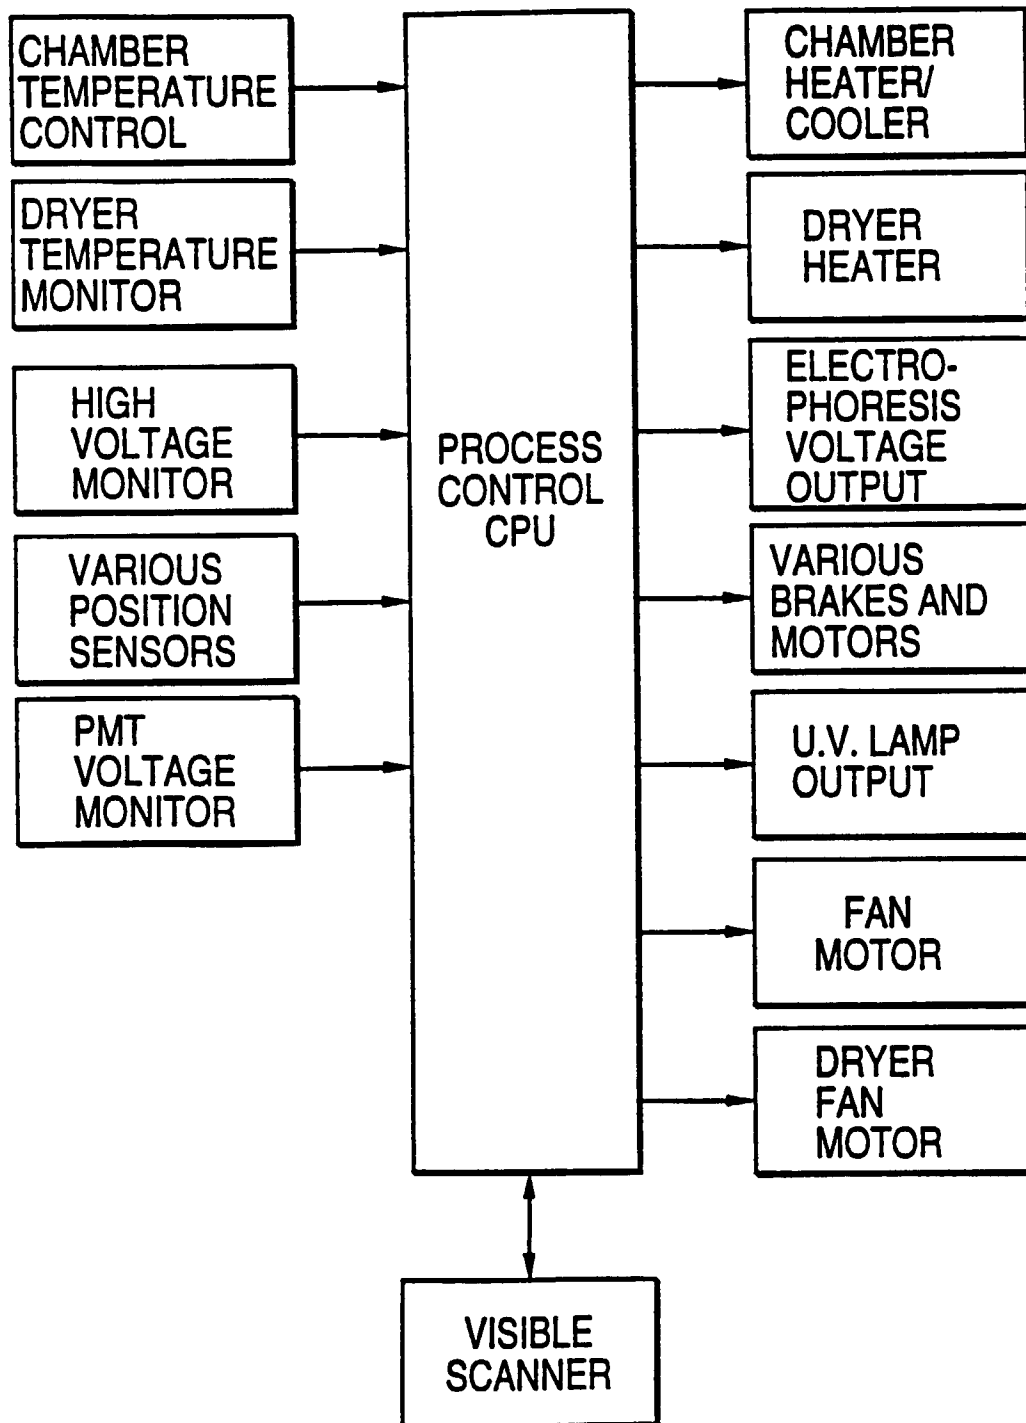 CHAMBER
TEMPERATURE
CONTROL
DRYER
TEMPERATURE
MONITOR
HIGH
VOLTAGE
MONITOR
VARIOUS
POSITION
SENSORS
PMT
VOLTAGE
MONITOR
PROCESS
CONTROL
CPU
CHAMBER
HEATER/
COOLER
DRYER
HEATER
ELECTRO-
PHORESIS
VOLTAGE
OUTPUT
VARIOUS
BRAKES AND
MOTORS
U.V. LAMP
OUTPUT
FAN
MOTOR
DRYER
FAN
MOTOR
VISIBLE
SCANNER